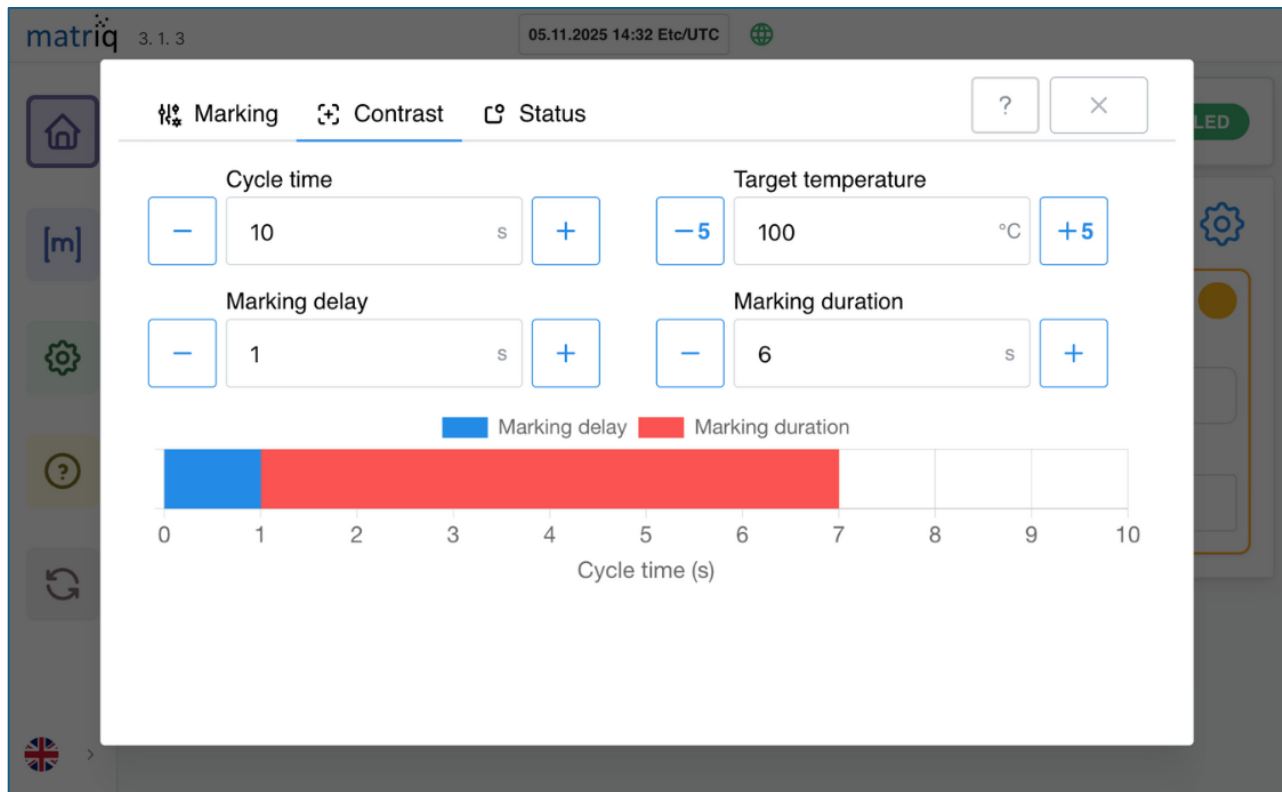 matriq 3. 1. 3
05.11.2025 14:32 Etc/UTC
Marking Contrast Status ? ×
LED
Cycle time Target temperature
− 10 s + −5 100 °C +5
[m]
Marking delay Marking duration
− 1 s + − 6 s +
Marking delay Marking duration
?
0 1 2 3 4 5 6 7 8 9 10
Cycle time (s)
>